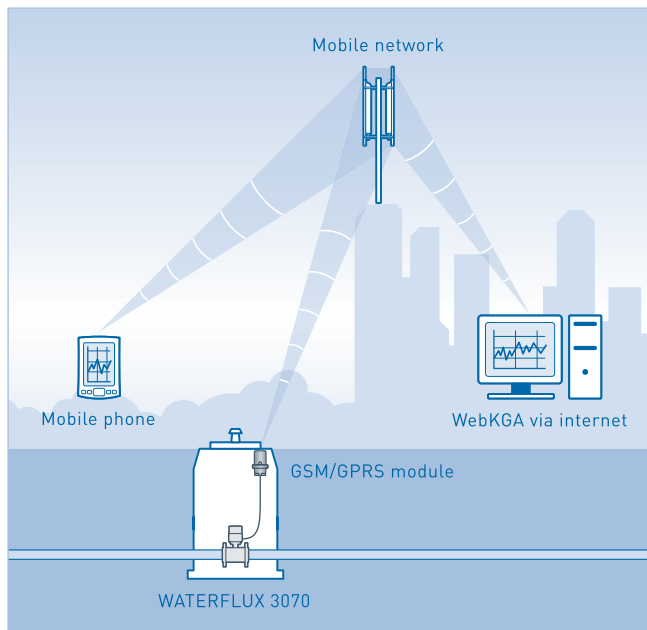 Mobile network
Mobile phone
WebKGA via internet
GSM/GPRS module
WATERFLUX 3070